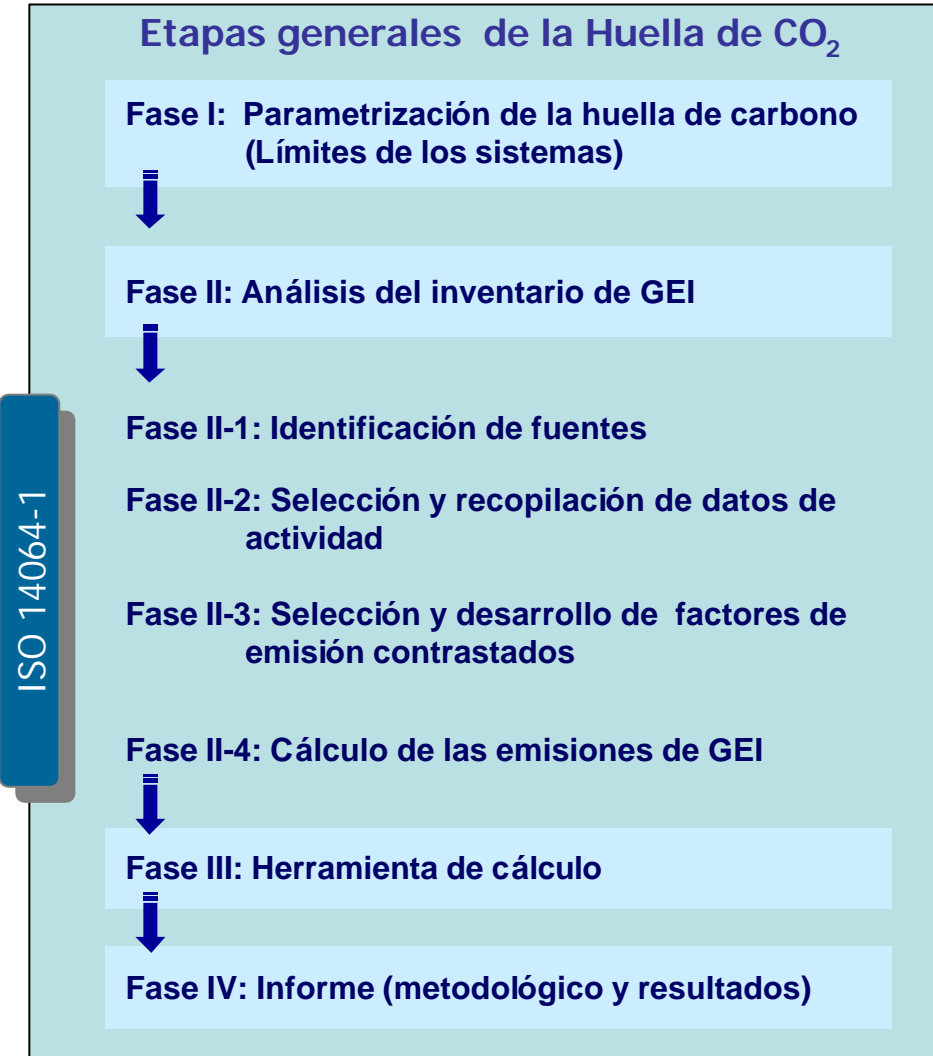 Etapas generales de la Huella de CO₂
Fase I: Parametrización de la huella de carbono
(Límites de los sistemas)
Fase II: Análisis del inventario de GEI
Fase II-1: Identificación de fuentes
Fase II-2: Selección y recopilación de datos de
actividad
Fase II-3: Selección y desarrollo de factores de
emisión contrastados
Fase II-4: Cálculo de las emisiones de GEI
Fase III: Herramienta de cálculo
Fase IV: Informe (metodológico y resultados)
ISO 14064-1